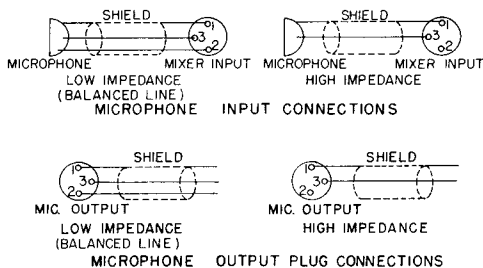 SHIELD SHIELD
1 1
3 3
2 2
MICROPHONE MIXER INPUT MICROPHONE MIXER INPUT
LOW IMPEDANCE HIGH IMPEDANCE
(BALANCED LINE)
MICROPHONE INPUT CONNECTIONS
SHIELD SHIELD
1 1
3 3
2 2
MIC. OUTPUT MIC. OUTPUT
LOW IMPEDANCE HIGH IMPEDANCE
(BALANCED LINE)
MICROPHONE OUTPUT PLUG CONNECTIONS